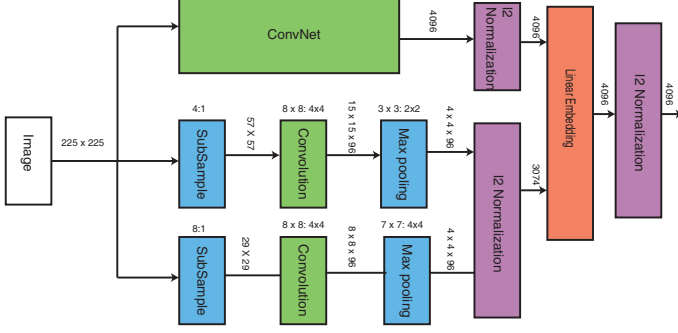 Image
225 x 225
ConvNet
4096
l2
Normalization
4096
Linear Embedding
4096
l2 Normalization
4096
4:1
SubSample
57 X 57
8 x 8: 4x4
Convolution
15 x 15 x 96
3 x 3: 2x2
Max pooling
4 x 4 x 96
l2 Normalization
3074
8:1
SubSample
29 X 29
8 x 8: 4x4
Convolution
8 x 8 x 96
7 x 7: 4x4
Max pooling
4 x 4 x 96